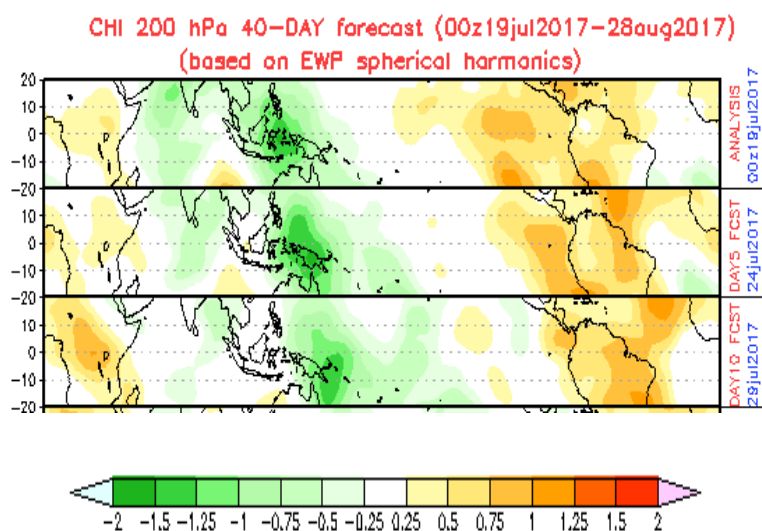 CHI 200 hPa 40-DAY forecast (00z19jul2017-28aug2017)
(based on EWP spherical harmonics)
20
10
0
-10
-20
ANALYSIS
00z19jul2017
20
10
0
-10
-20
DAY5 FCST
24jul2017
20
10
0
-10
-20
DAY10 FCST
29jul2017
-2 -1.5 -1.25 -1 -0.75 -0.5 -0.25 0.25 0.5 0.75 1 1.25 1.5 2